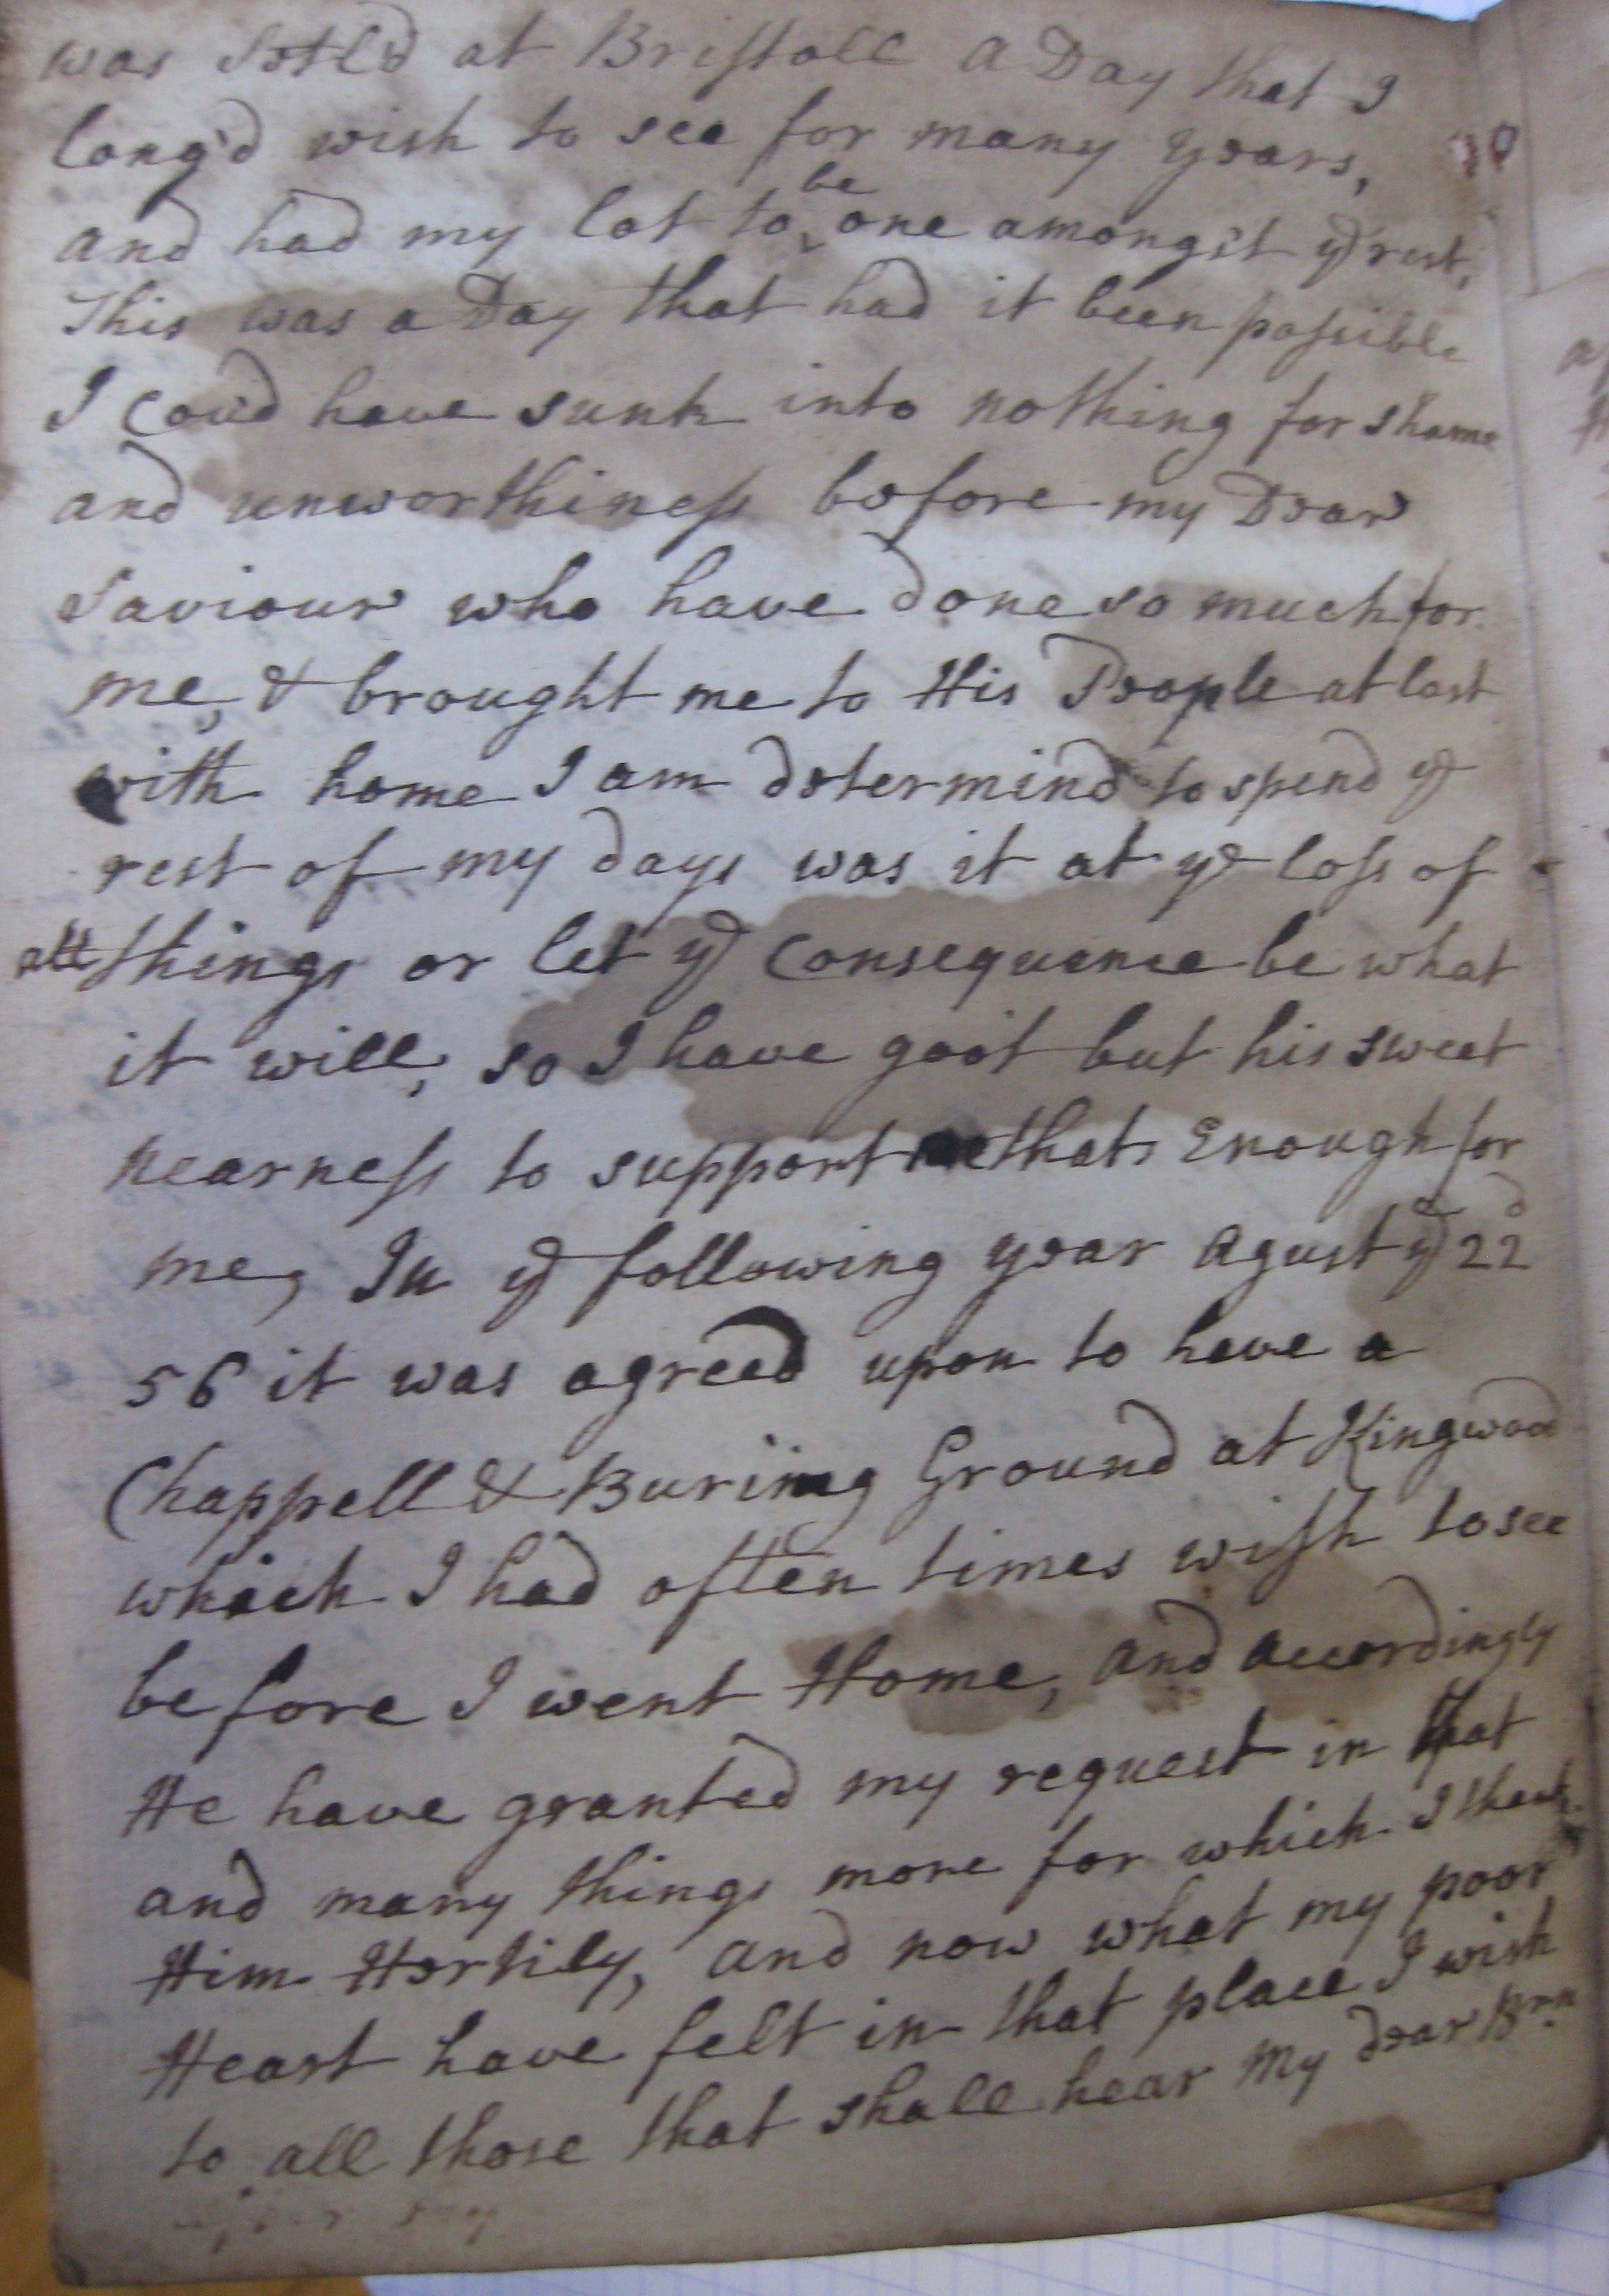 was Setl'd at Bristoll a Day that I
long'd wish to see for many years,
and had my lot to be one amongst ye rest,
This was a Day that had it been possible
I Cou'd have sunk into nothing for shame
and unworthiness before my Dear
Saviour who have done so much for
me, & brought me to His People at last
with home I am determind to spend ye
rest of my days was it at ye loss of
all things or let ye Consequence be what
it will, so I have goot but his sweet
nearness to support me thats Enough for
me, In ye following year Agust ye 22d
56 it was agreed upon to have a
Chappell & Buriing Ground at Kingwood
which I had often times wish to see
before I went Home, and accordingly
He have granted my request in that
and many things more for which I thank
Him Hertily, and now what my poor
Heart have felt in that place I wish
to all those that shall hear my dear Brn